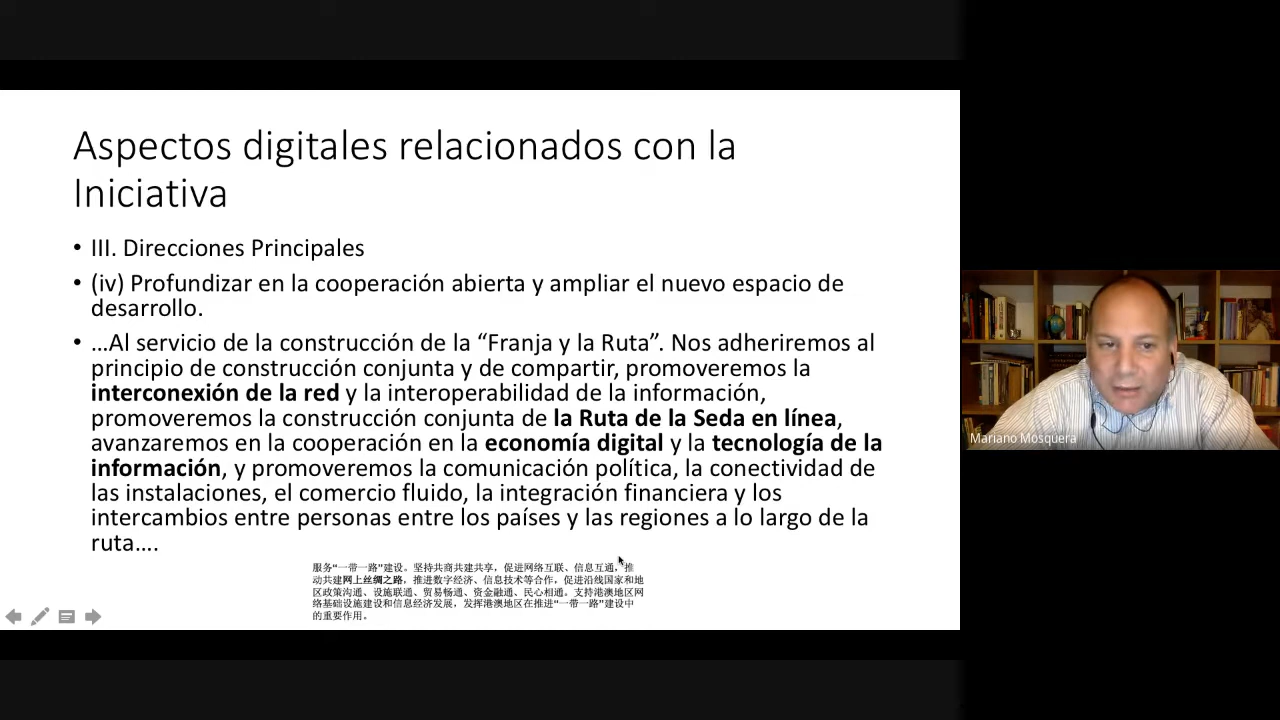 Aspectos digitales relacionados con la
Iniciativa
• III. Direcciones Principales
• (iv) Profundizar en la cooperación abierta y ampliar el nuevo espacio de
desarrollo.
• …Al servicio de la construcción de la “Franja y la Ruta”. Nos adheriremos al
principio de construcción conjunta y de compartir, promoveremos la
interconexión de la red y la interoperabilidad de la información,
promoveremos la construcción conjunta de la Ruta de la Seda en línea,
avanzaremos en la cooperación en la economía digital y la tecnología de la
información, y promoveremos la comunicación política, la conectividad de
las instalaciones, el comercio fluido, la integración financiera y los
intercambios entre personas entre los países y las regiones a lo largo de la
ruta….
服务“一带一路”建设。坚持共商共建共享，促进网络互联、信息互通，推
动共建网上丝绸之路，推进数字经济、信息技术等合作，促进沿线国家和地
区政策沟通、设施联通、贸易畅通、资金融通、民心相通。支持港澳地区网
络基础设施建设和信息经济发展，发挥港澳地区在推进“一带一路”建设中
的重要作用。
Mariano Mosquera